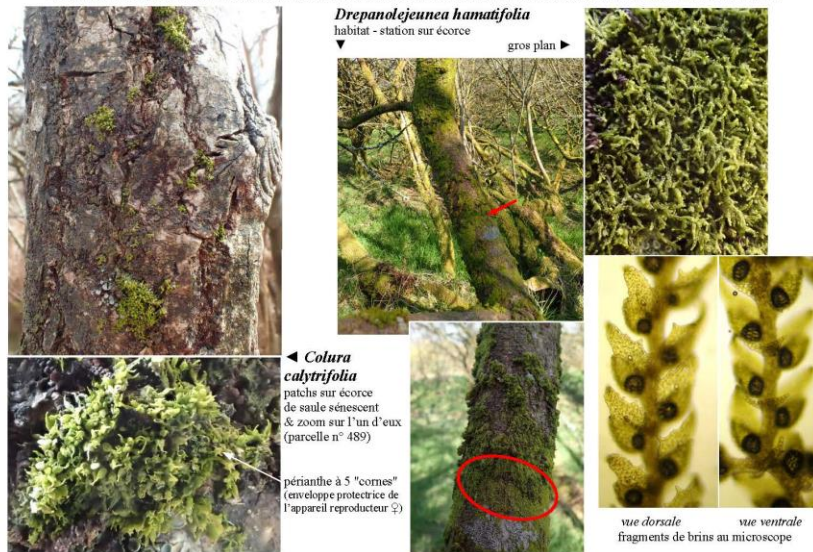 Drepanolejeunea hamatifolia
habitat - station sur écorce
▼ gros plan ►
◄ Colura
calytrifolia
patchs sur écorce
de saule sénescent
& zoom sur l'un d'eux
(parcelle n° 489)
périanthe à 5 "cornes"
(enveloppe protectrice de
l'appareil reproducteur ♀)
vue dorsale vue ventrale
fragments de brins au microscope